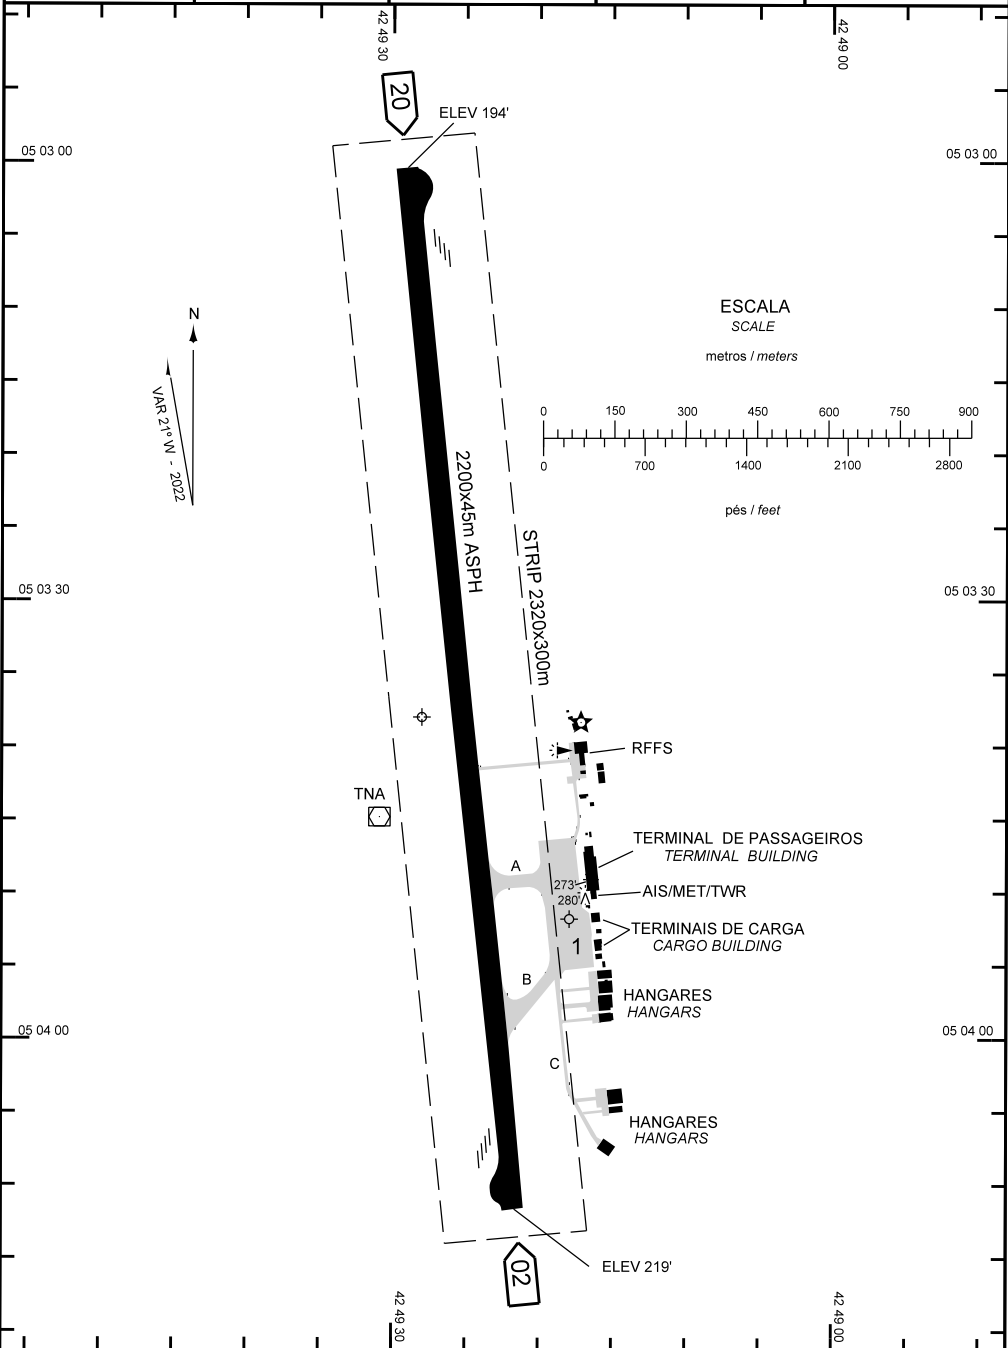 42 49 30
42 49 00
20
ELEV 194'
05 03 00
05 03 00
N
VAR 21° W - 2022
ESCALA
SCALE
metros / meters
0 150 300 450 600 750 900
0 700 1400 2100 2800
pés / feet
2200x45m ASPH
STRIP 2320x300m
05 03 30
05 03 30
RFFS
TNA
TERMINAL DE PASSAGEIROS
TERMINAL BUILDING
A
273'
AIS/MET/TWR
280'
TERMINAIS DE CARGA
CARGO BUILDING
1
B
HANGARES
HANGARS
05 04 00
05 04 00
C
HANGARES
HANGARS
ELEV 219'
02
42 49 30
42 49 00